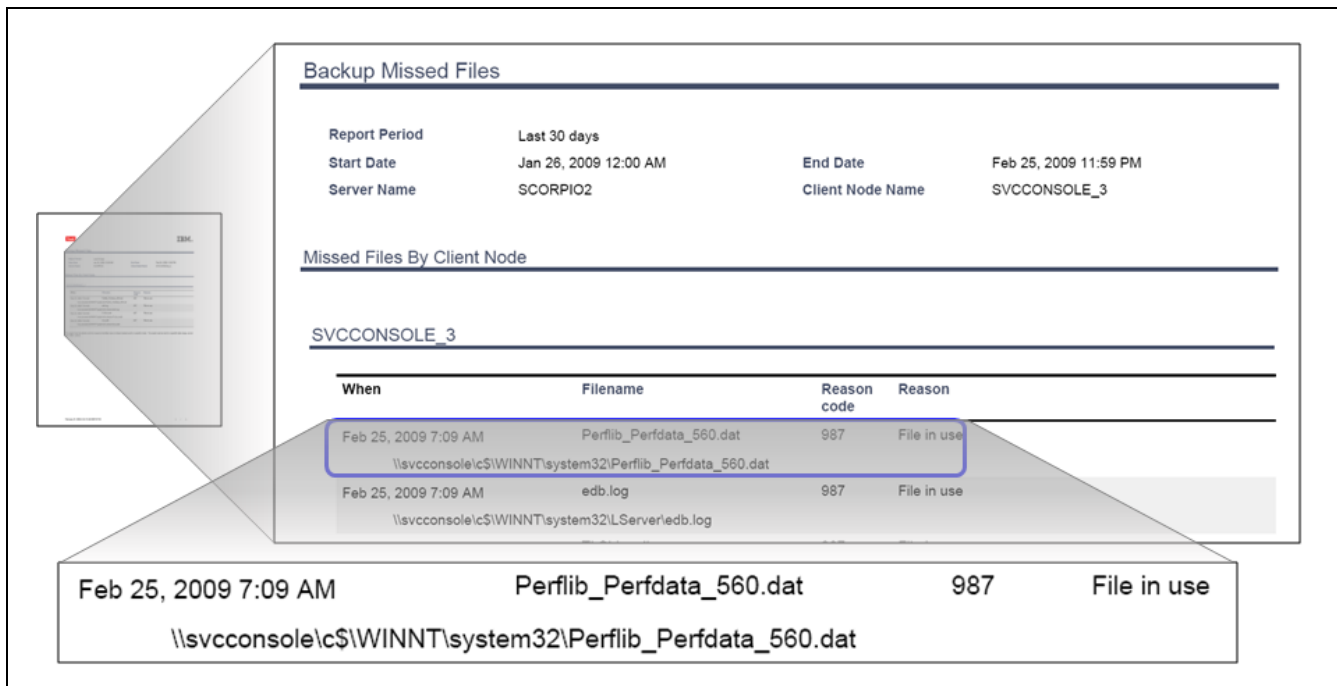 Backup Missed Files
Report Period Last 30 days
Start Date Jan 26, 2009 12:00 AM End Date Feb 25, 2009 11:59 PM
Server Name SCORPIO2 Client Node Name SVCCONSOLE_3
IBM.
Missed Files By Client Node
SVCCONSOLE_3
When Filename Reason code Reason
Feb 25, 2009 7:09 AM Perflib_Perfdata_560.dat 987 File in use
\\svcconsole\c$\WINNT\system32\Perflib_Perfdata_560.dat
Feb 25, 2009 7:09 AM edb.log 987 File in use
\\svcconsole\c$\WINNT\system32\LServer\edb.log
Feb 25, 2009 7:09 AM Perflib_Perfdata_560.dat 987 File in use
\\svcconsole\c$\WINNT\system32\Perflib_Perfdata_560.dat